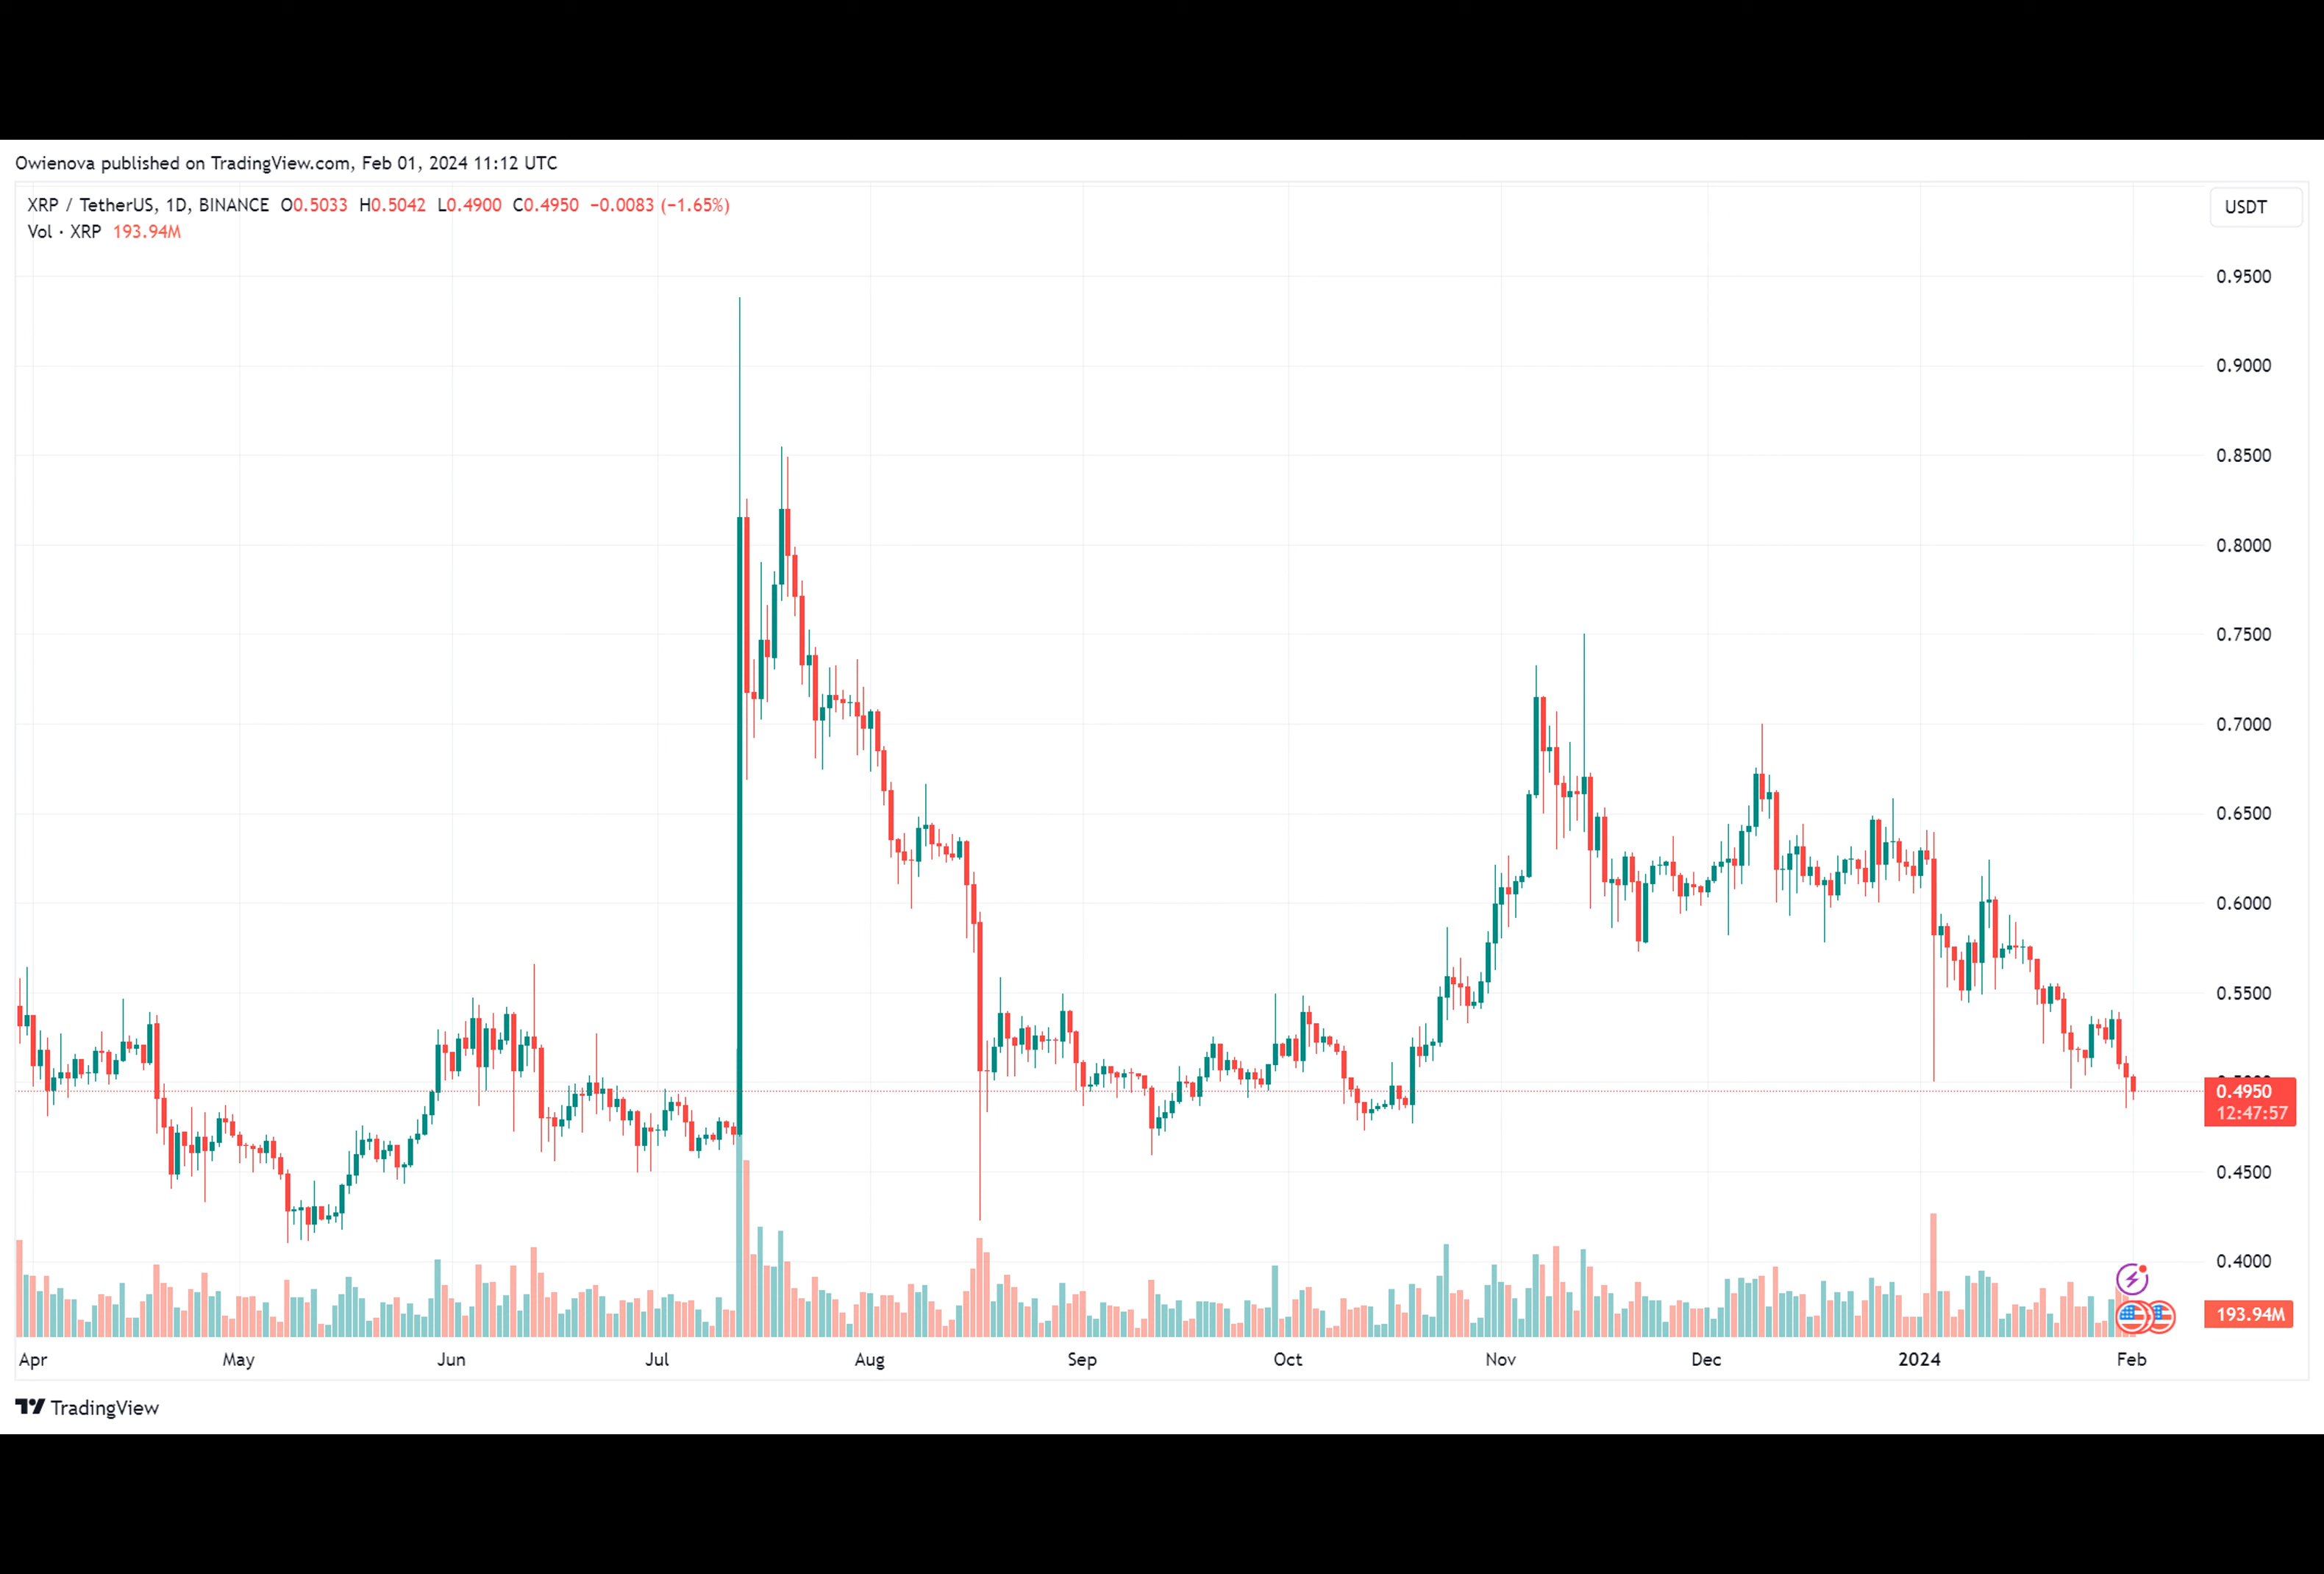 Owienova published on TradingView.com, Feb 01, 2024 11:12 UTC
XRP / TetherUS, 1D, BINANCE O0.5033 H0.5042 L0.4900 C0.4950 −0.0083 (−1.65%)
Vol · XRP 193.94M
USDT
0.9500
0.9000
0.8500
0.8000
0.7500
0.7000
0.6500
0.6000
0.5500
0.4950
12:47:57
0.4500
0.4000
193.94M
Apr May Jun Jul Aug Sep Oct Nov Dec 2024 Feb
TradingView